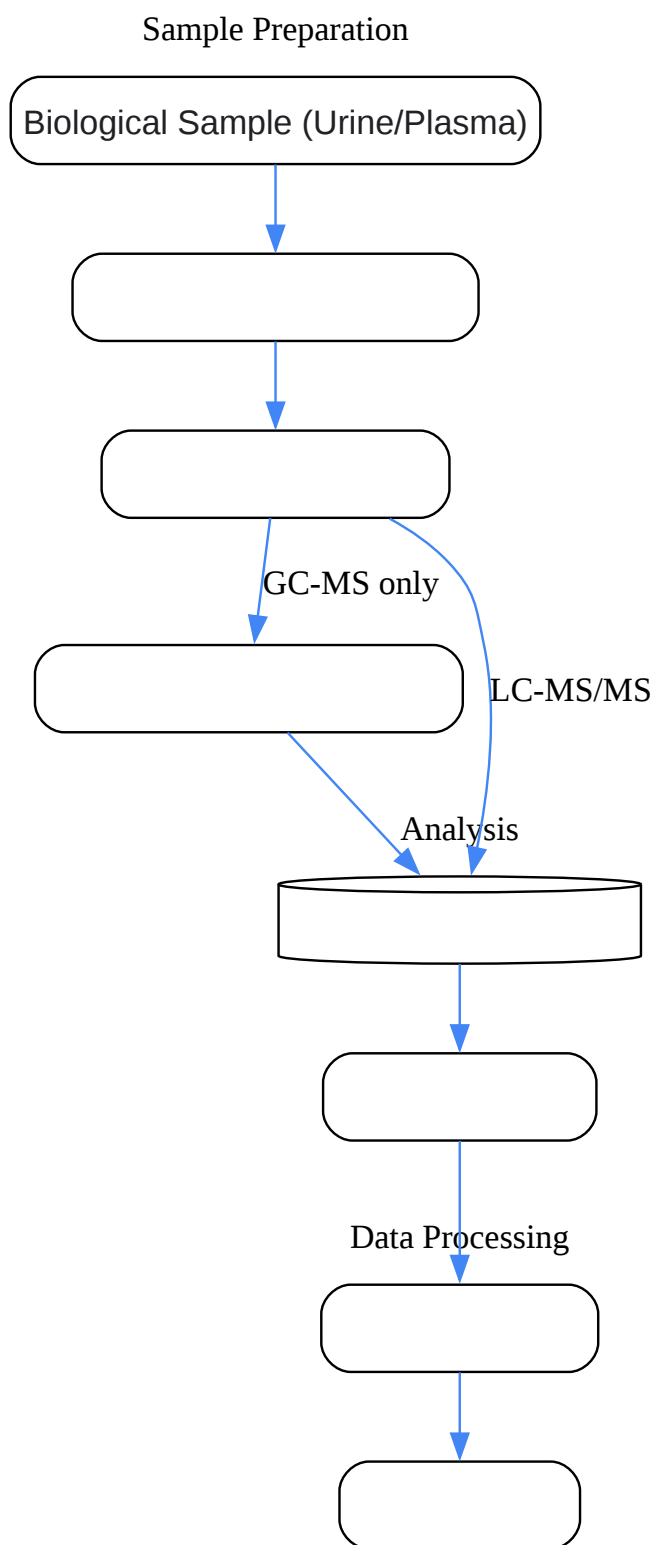 Sample Preparation
Biological Sample (Urine/Plasma)
GC-MS only
LC-MS/MS
Analysis
Data Processing